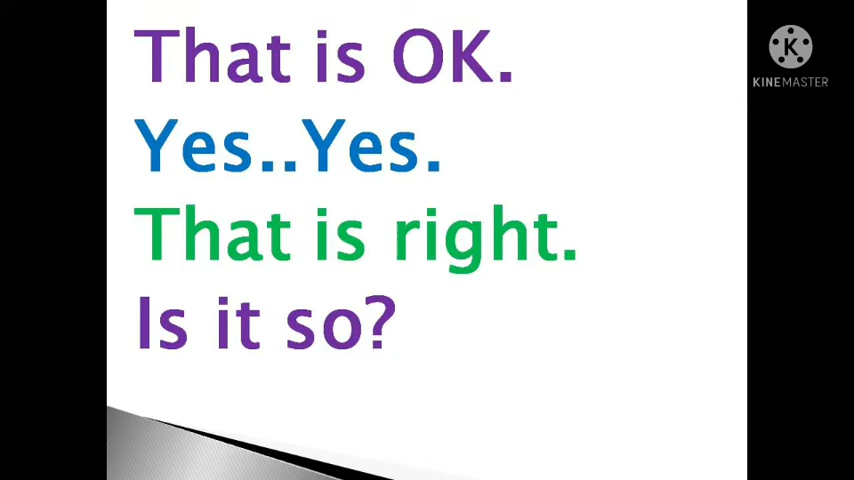 That is OK.
Yes..Yes.
That is right.
Is it so?
K
KINEMASTER